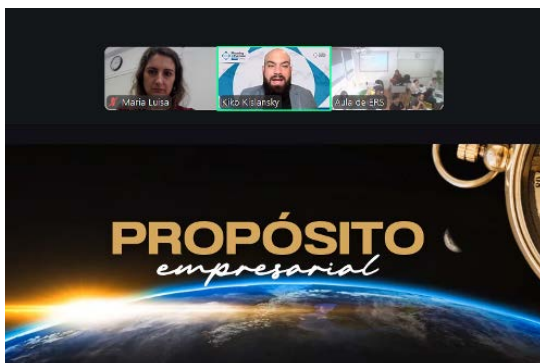 Maria Luisa
Kiko Kislansky
Aula de ERS
PROPÓSITO
empresarial